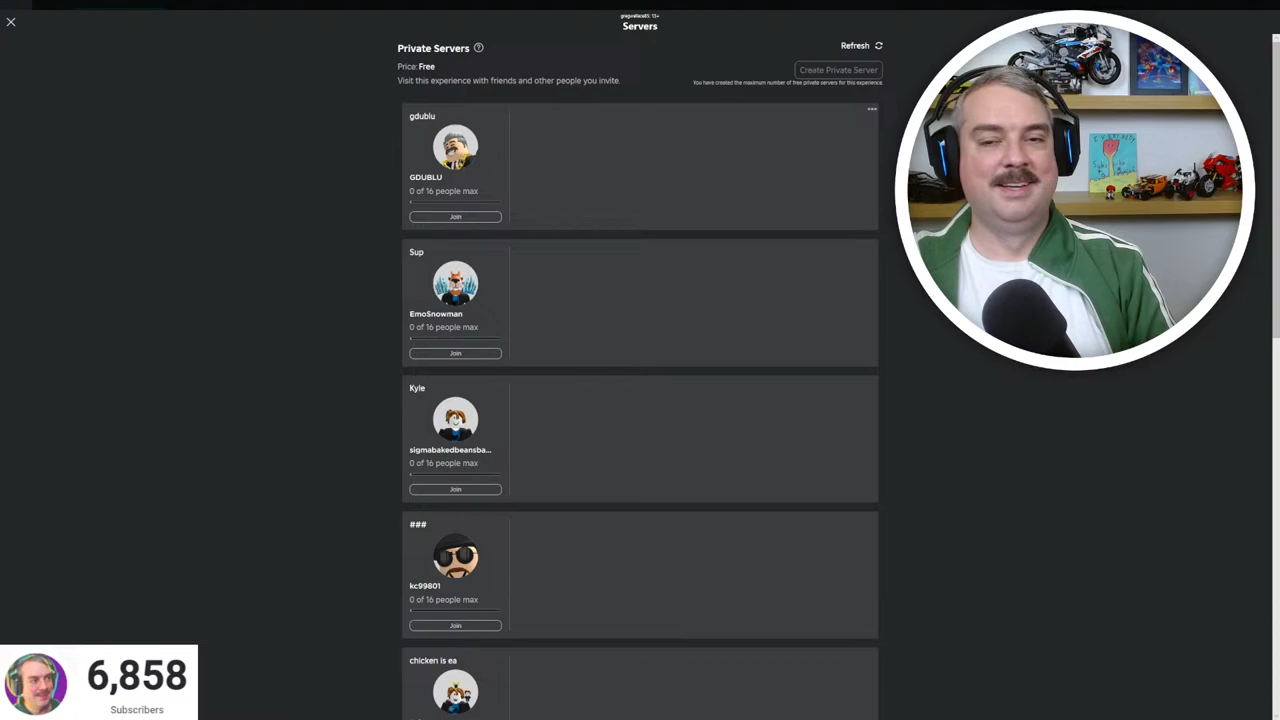 Servers
Private Servers
Refresh
Price: Free
Create Private Server
Visit this experience with friends and other people you invite.
You have created the maximum number of free private servers for this experience.
gdublu
GDUBLU
0 of 16 people max
Join
Sup
EmoSnowman
0 of 16 people max
Join
Kyle
sigmabakedbeansba...
0 of 16 people max
Join
###
kc99801
0 of 16 people max
Join
chicken is ea
6,858
Subscribers